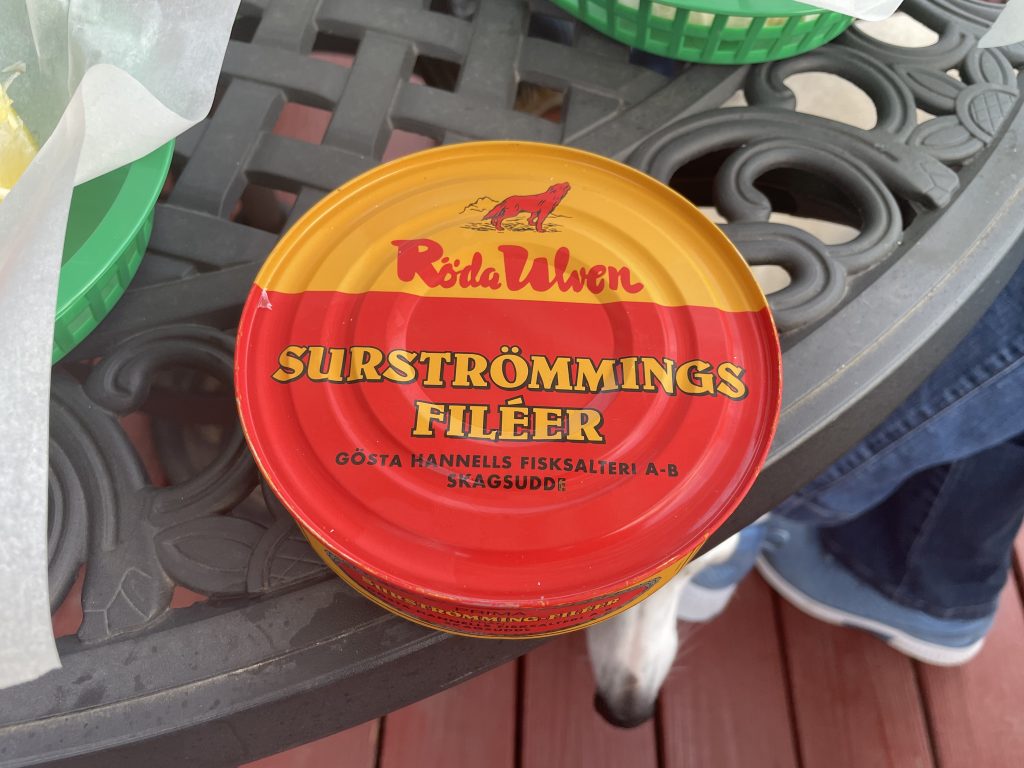 Röda Ulven
SURSTRÖMMINGS
FILÉER
GÖSTA HANNELLS FISKSALTERI A-B
SKAGSUDDE
SURSTRÖMMING FILÉER